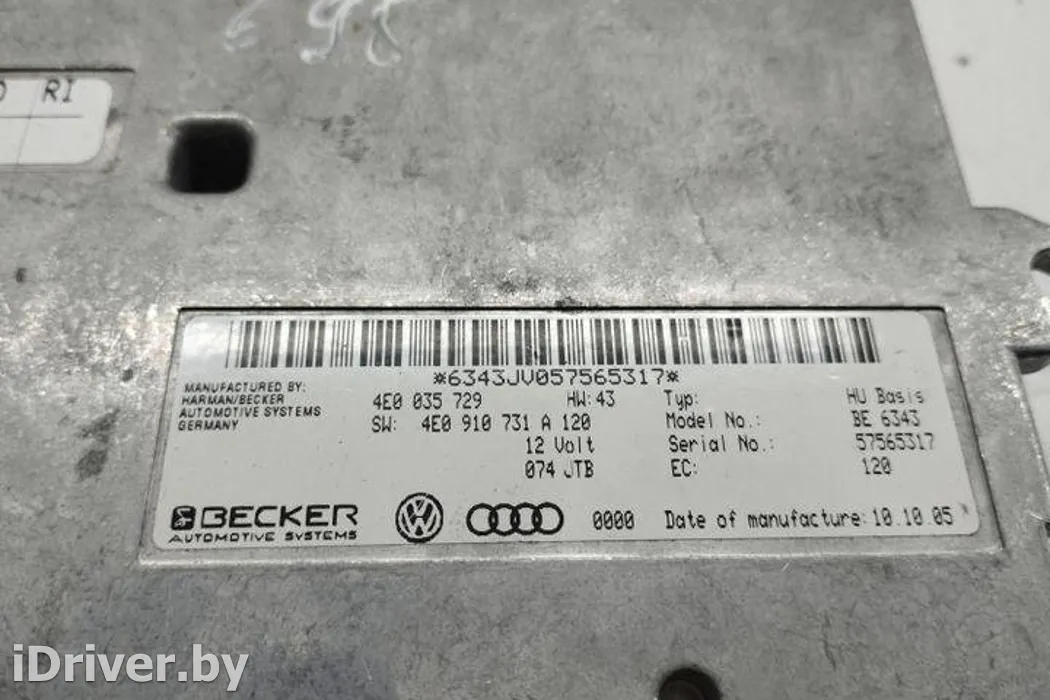 RI
*6343JV057565317*
MANUFACTURED BY:
HARMAN/BECKER
AUTOMOTIVE SYSTEMS
GERMANY
4E0 035 729 HW:43
SW: 4E0 910 731 A 120
12 Volt
074 JTB
Typ: HU Basis
Model No.: BE 6343
Serial No.: 57565317
EC: 120
BECKER
AUTOMOTIVE SYSTEMS
0000 Date of manufacture: 10.10.05
iDriver.by